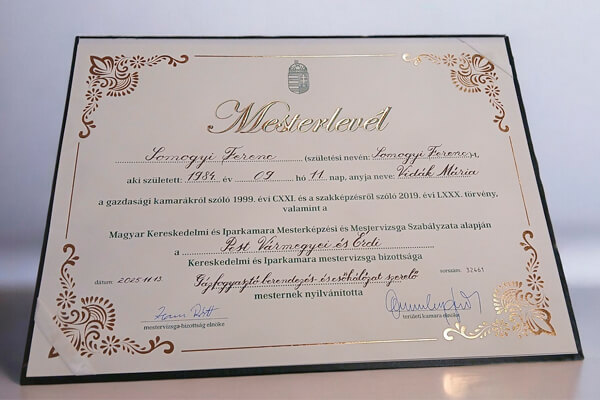 Mesterlevél
Somogyi Ferenc (születési nevén: Somogyi Ferenc),
aki született: 1984 év 09 hó 11 nap, anyja neve: Vidák Mária
a gazdasági kamarákról szóló 1999. évi CXXI. és a szakképzésről szóló 2019. évi LXXX. törvény,
valamint a
Magyar Kereskedelmi és Iparkamara Mesterképzési és Mestervizsga Szabályzata alapján
a Pest Vármegyei és Érdi
Kereskedelmi és Iparkamara mestervizsga bizottsága
dátum: 2025.11.13. Gázfogyasztó berendezés- és csőhálózat szerelő sorszám: 32461
mesternek nyilvánította
mestervizsga-bizottság elnöke
területi kamara elnöke